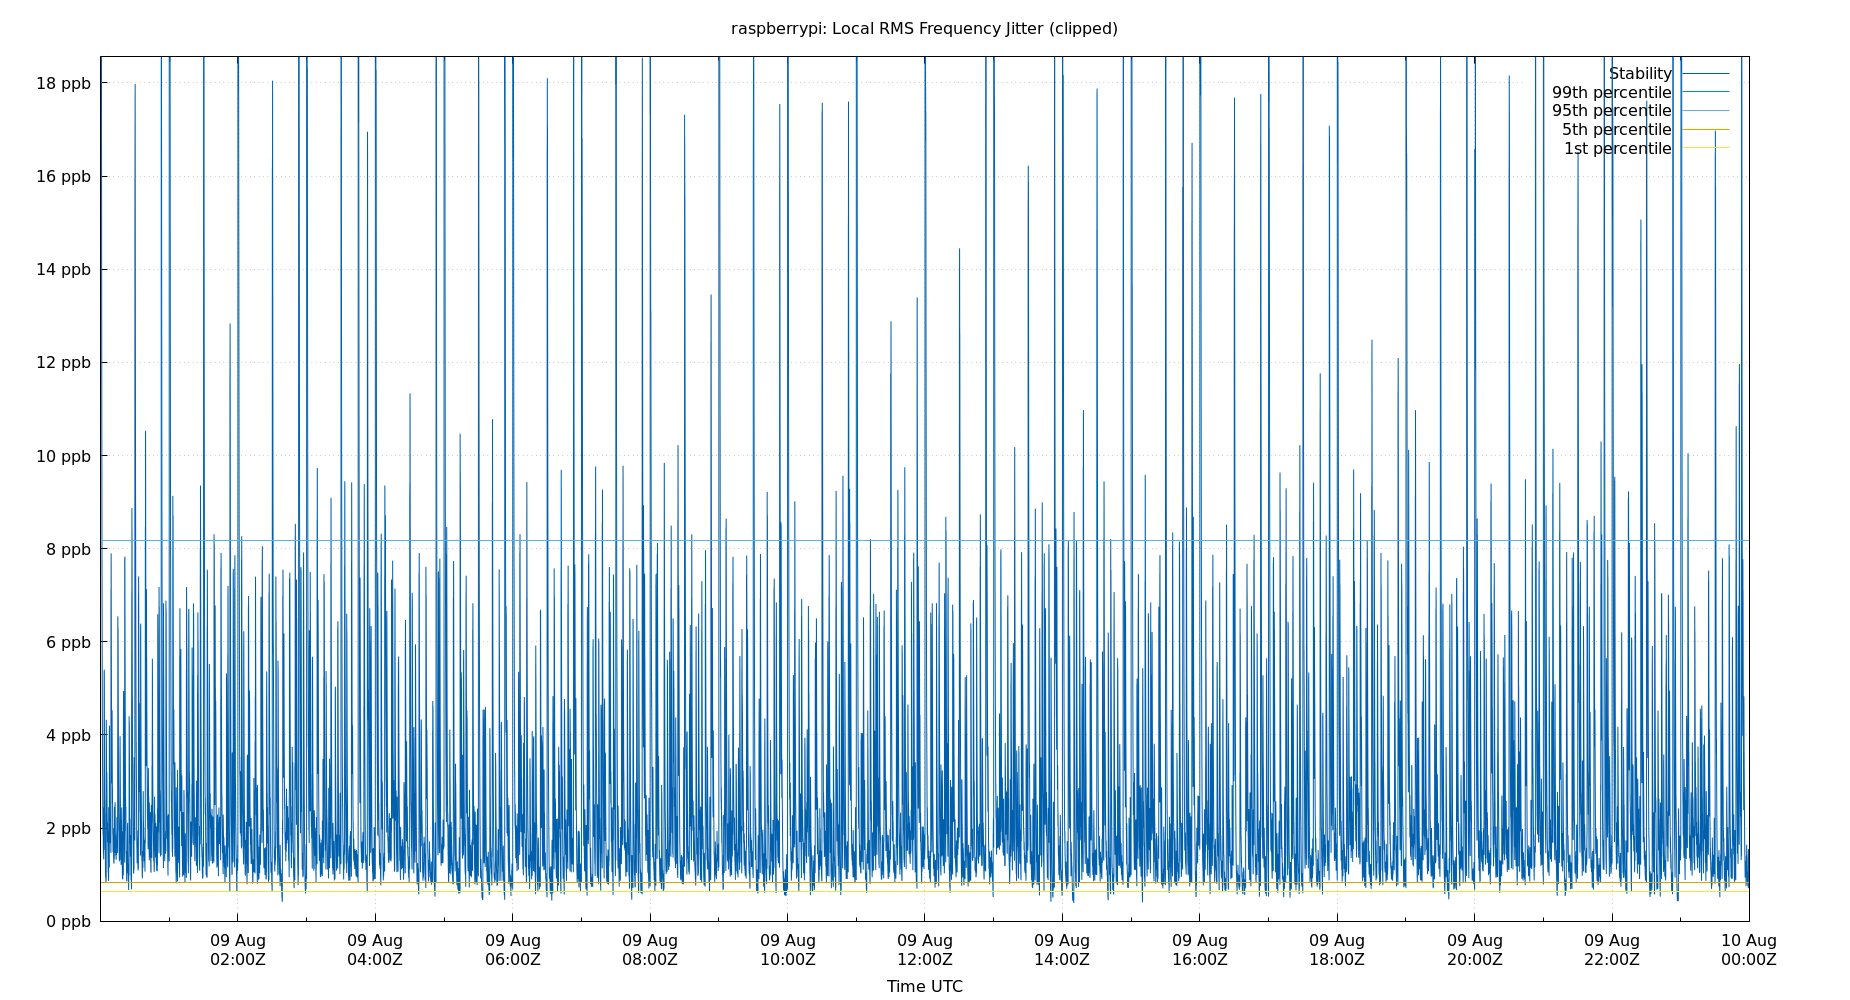 raspberrypi: Local RMS Frequency Jitter (clipped)
18 ppb
16 ppb
14 ppb
12 ppb
10 ppb
8 ppb
6 ppb
4 ppb
2 ppb
0 ppb
Stability
99th percentile
95th percentile
5th percentile
1st percentile
09 Aug 09 Aug 09 Aug 09 Aug 09 Aug 09 Aug 09 Aug 09 Aug 09 Aug 09 Aug 09 Aug 10 Aug
02:00Z 04:00Z 06:00Z 08:00Z 10:00Z 12:00Z 14:00Z 16:00Z 18:00Z 20:00Z 22:00Z 00:00Z
Time UTC